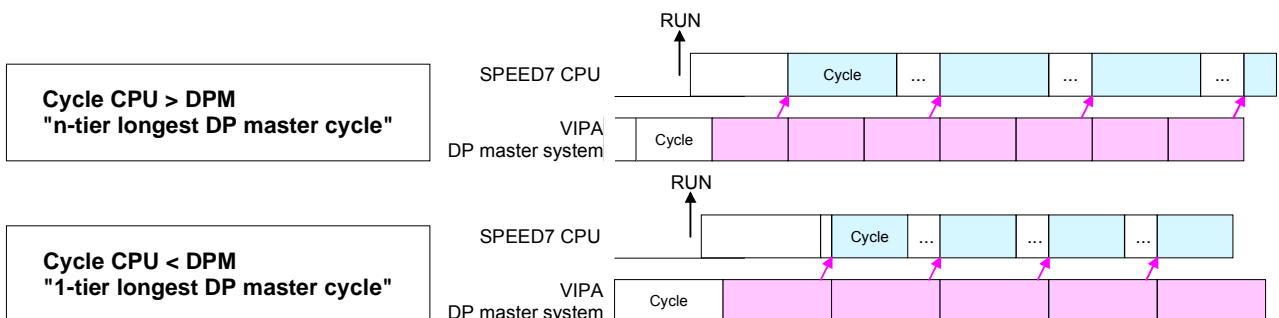 RUN
SPEED7 CPU
Cycle
...
...
...
Cycle CPU > DPM
"n-tier longest DP master cycle"
VIPA
DP master system
Cycle
RUN
SPEED7 CPU
Cycle
...
...
...
Cycle CPU < DPM
"1-tier longest DP master cycle"
VIPA
DP master system
Cycle